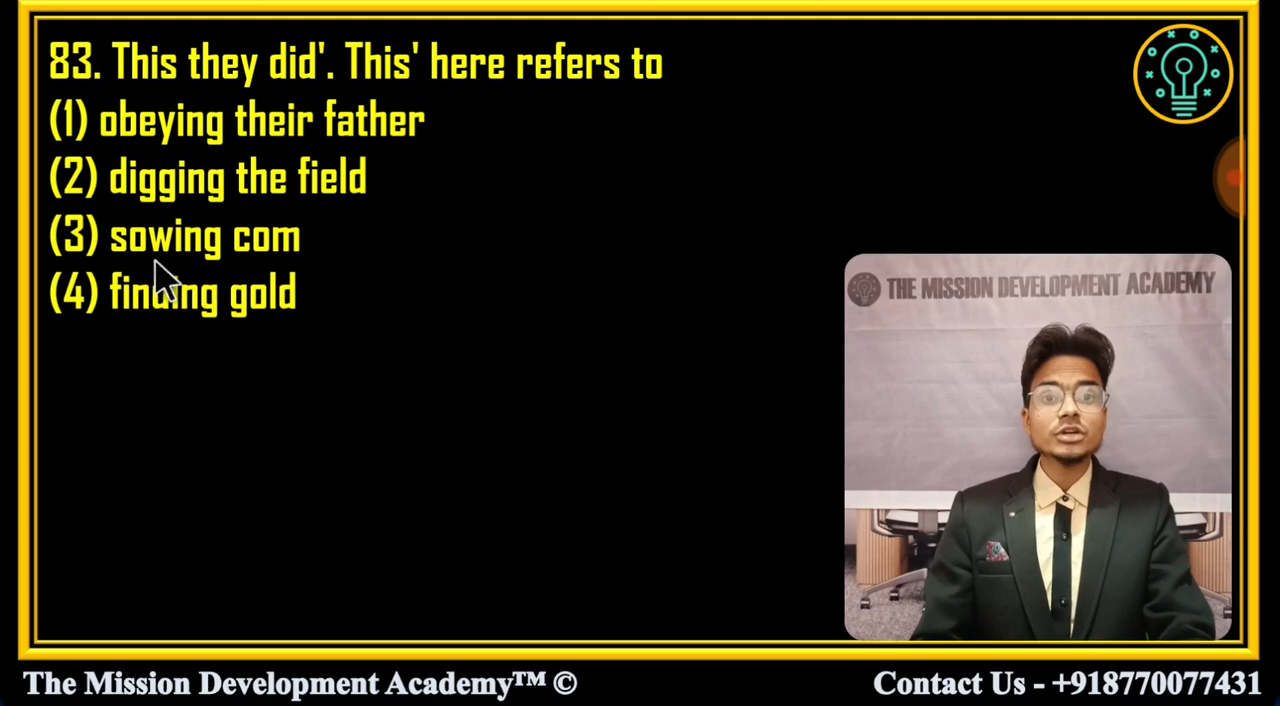 83. This they did'. This' here refers to
(1) obeying their father
(2) digging the field
(3) sowing com
(4) finding gold
THE MISSION DEVELOPMENT ACADEMY
The Mission Development Academy™ ©
Contact Us - +918770077431